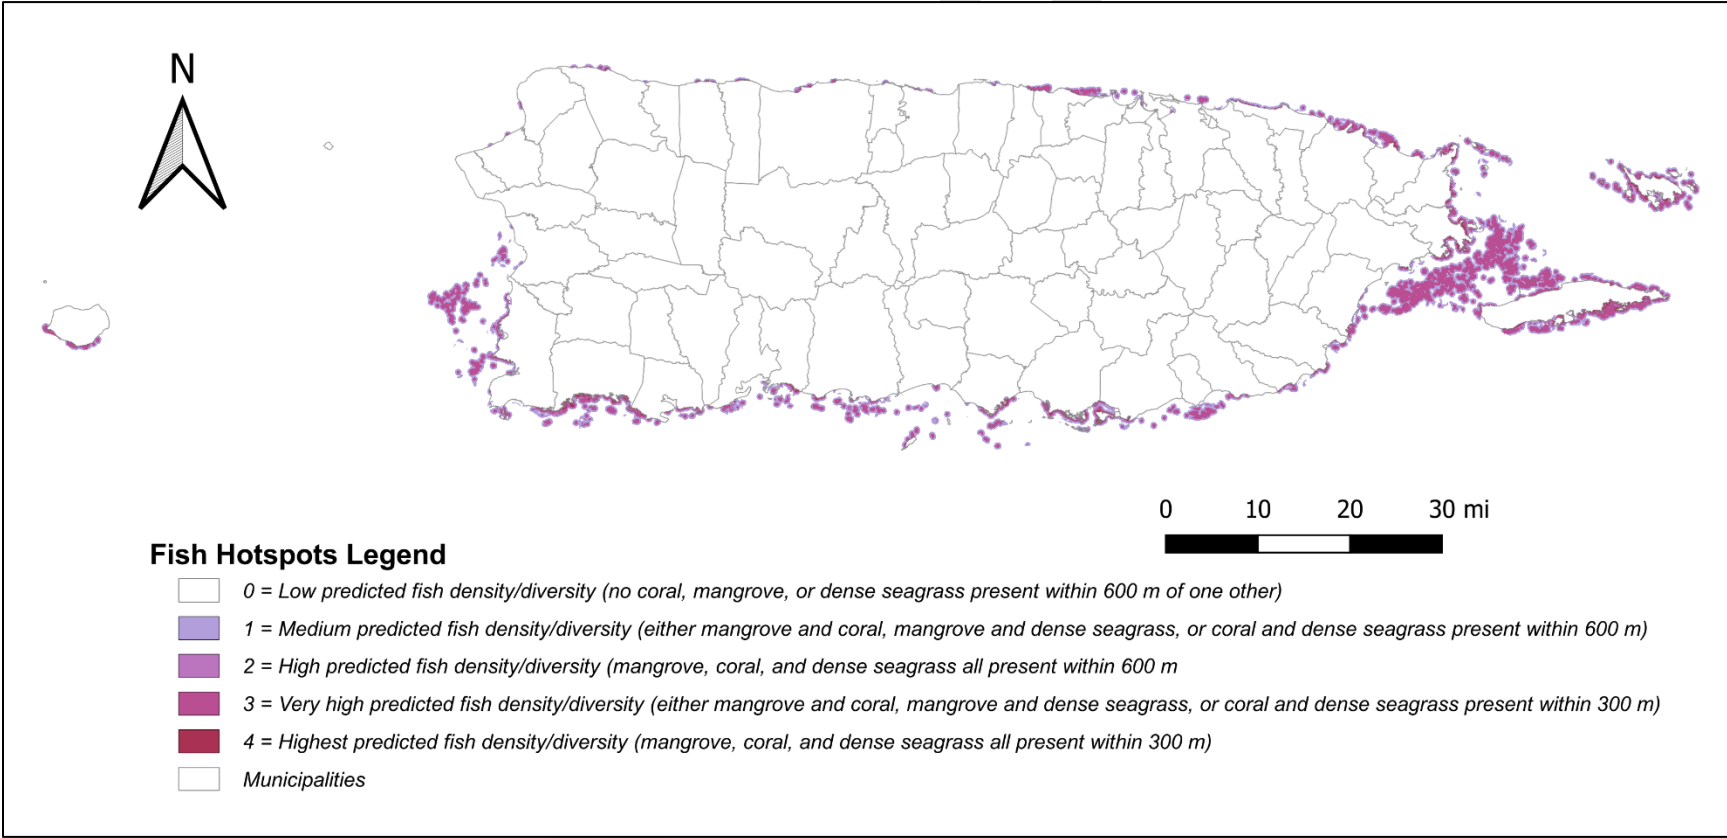 N
0 10 20 30 mi
Fish Hotspots Legend
0 = Low predicted fish density/diversity (no coral, mangrove, or dense seagrass present within 600 m of one other)
1 = Medium predicted fish density/diversity (either mangrove and coral, mangrove and dense seagrass, or coral and dense seagrass present within 600 m)
2 = High predicted fish density/diversity (mangrove, coral, and dense seagrass all present within 600 m
3 = Very high predicted fish density/diversity (either mangrove and coral, mangrove and dense seagrass, or coral and dense seagrass present within 300 m)
4 = Highest predicted fish density/diversity (mangrove, coral, and dense seagrass all present within 300 m)
Municipalities